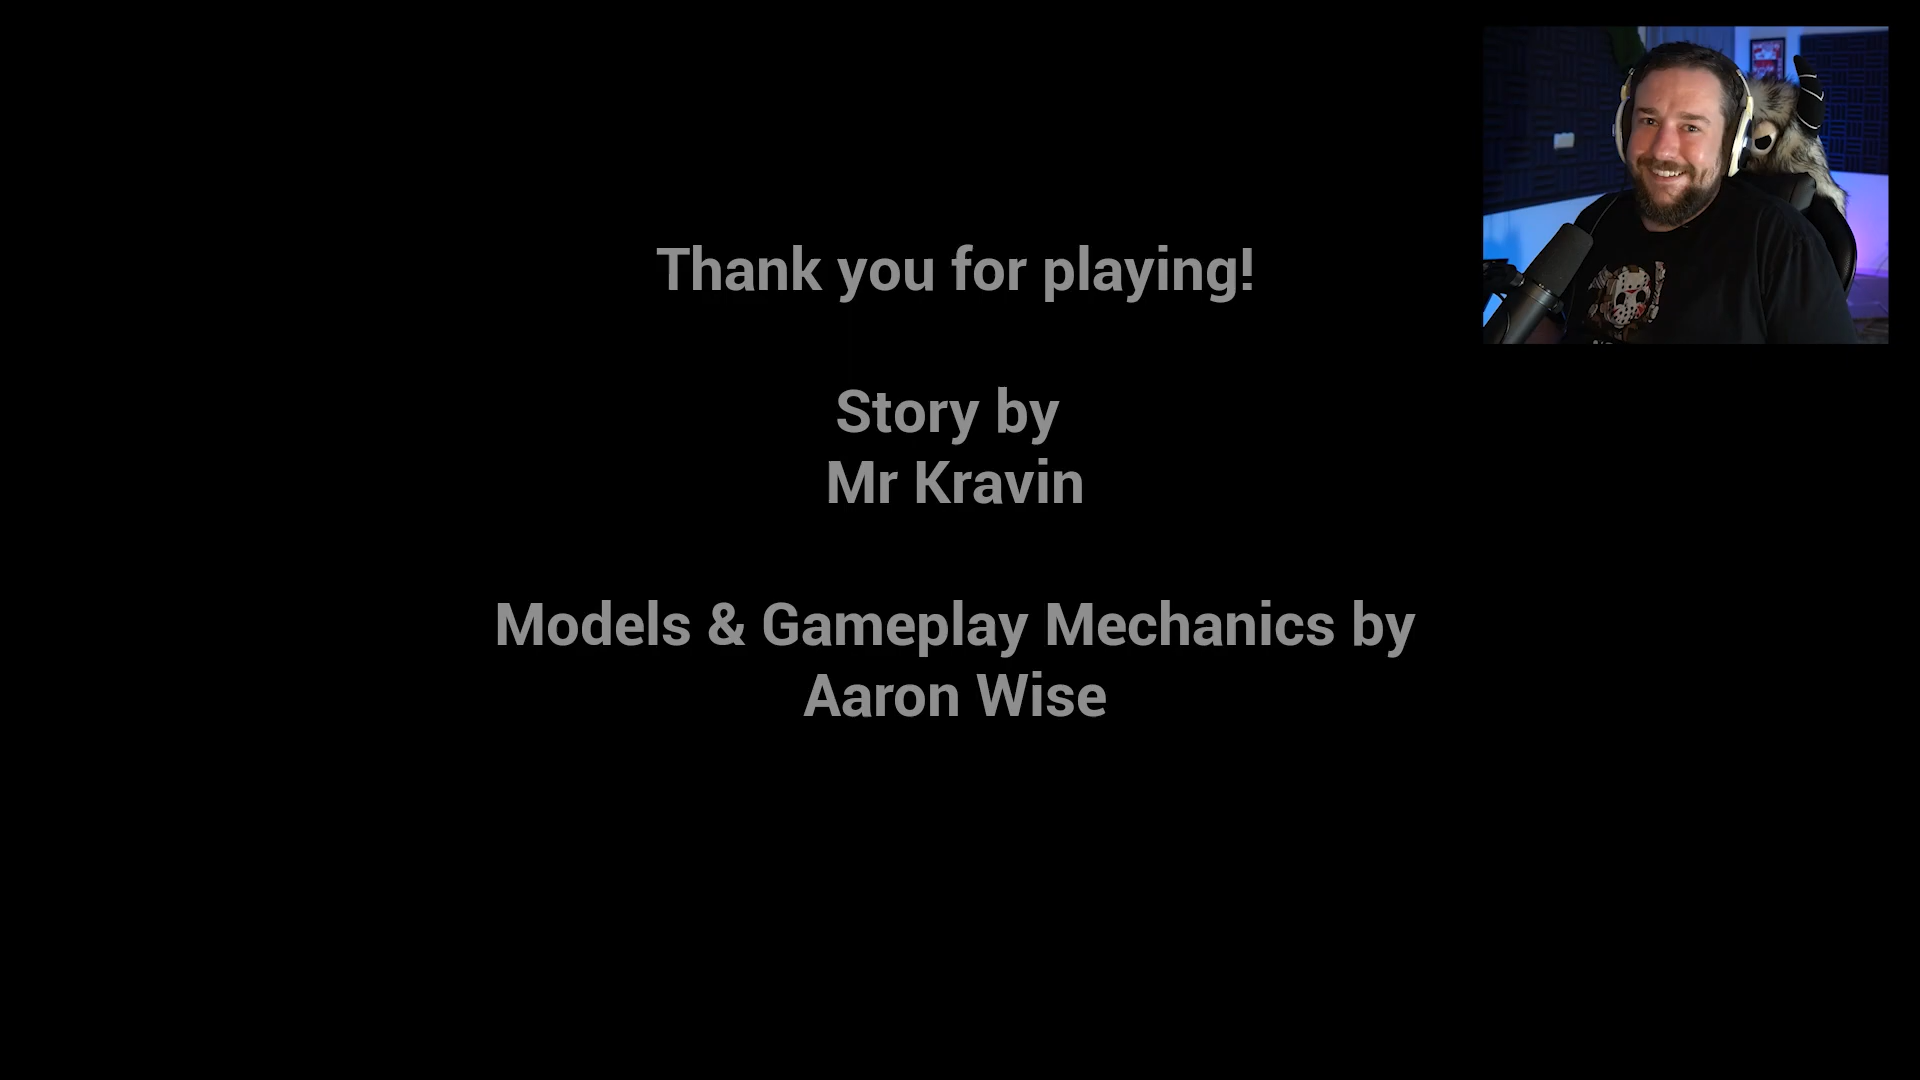 Thank you for playing!
Story by
Mr Kravin
Models & Gameplay Mechanics by
Aaron Wise